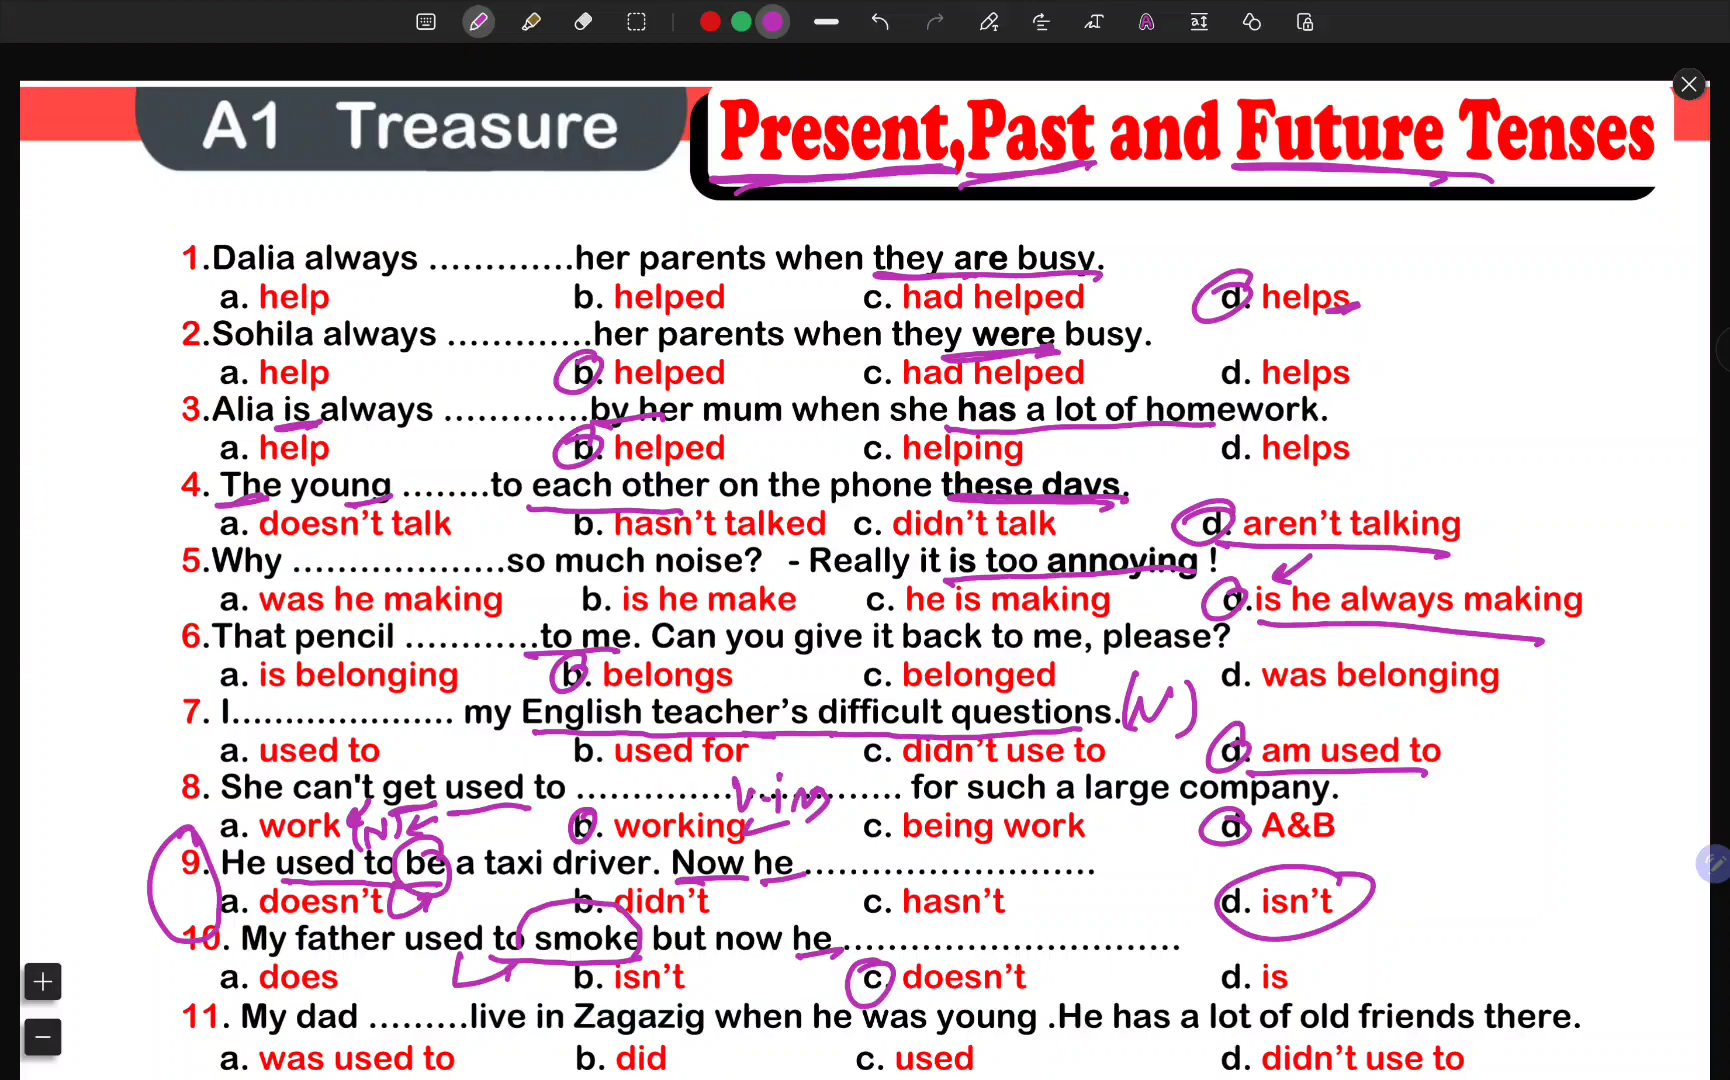 A1 Treasure
Present,Past and Future Tenses
1.Dalia always .............her parents when they are busy.
a. help b. helped c. had helped d. helps
2.Sohila always .............her parents when they were busy.
a. help b. helped c. had helped d. helps
3.Alia is always .............by her mum when she has a lot of homework.
a. help b. helped c. helping d. helps
4. The young ........to each other on the phone these days.
a. doesn’t talk b. hasn’t talked c. didn’t talk d. aren’t talking
5.Why ....................so much noise? - Really it is too annoying !
a. was he making b. is he make c. he is making d.is he always making
6.That pencil .............to me. Can you give it back to me, please?
a. is belonging b. belongs c. belonged d. was belonging
7. I..................... my English teacher’s difficult questions. (N)
a. used to b. used for c. didn’t use to d. am used to
8. She can't get used to ............................... for such a large company.
V-ing
a. work (N) b. working c. being work d. A&B
9. He used to be a taxi driver. Now he...........................
a. doesn’t b. didn’t c. hasn’t d. isn’t
10. My father used to smoke but now he ................................
a. does b. isn’t c. doesn’t d. is
11. My dad .........live in Zagazig when he was young .He has a lot of old friends there.
a. was used to b. did c. used d. didn’t use to